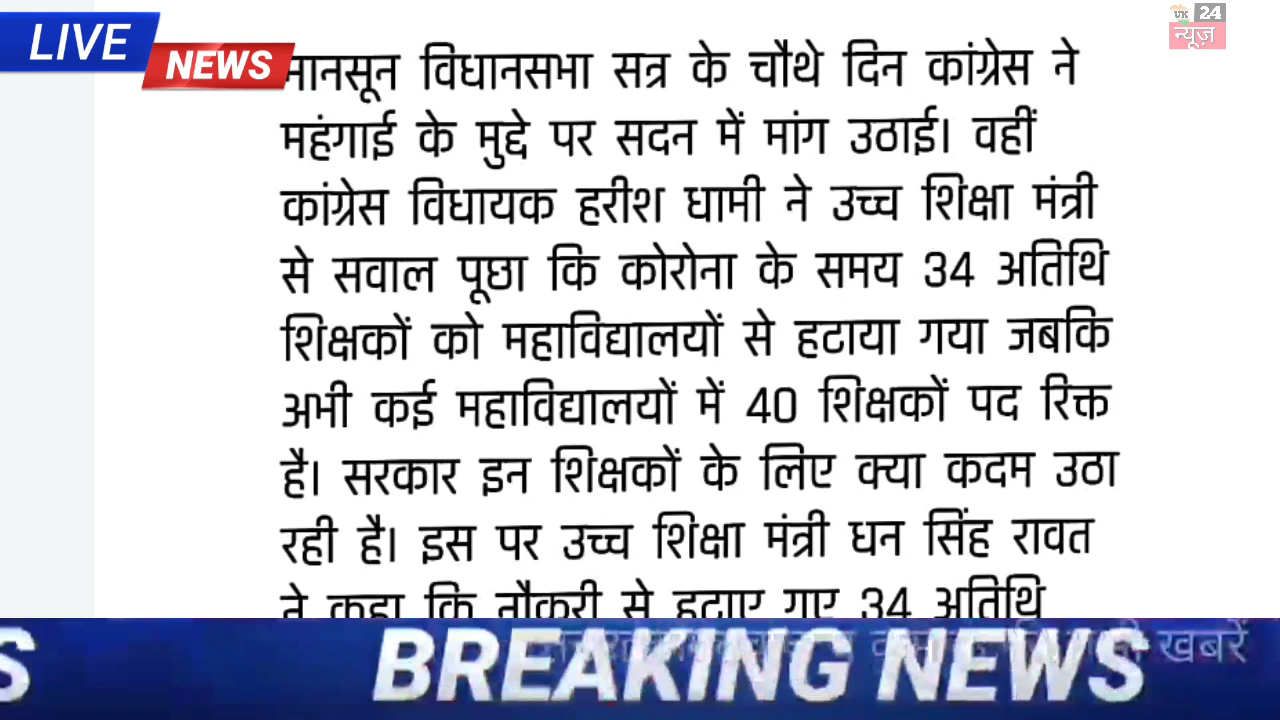 LIVE
NEWS
UK 24
न्यूज़
मानसून विधानसभा सत्र के चौथे दिन कांग्रेस ने
महंगाई के मुद्दे पर सदन में मांग उठाई। वहीं
कांग्रेस विधायक हरीश धामी ने उच्च शिक्षा मंत्री
से सवाल पूछा कि कोरोना के समय 34 अतिथि
शिक्षकों को महाविद्यालयों से हटाया गया जबकि
अभी कई महाविद्यालयों में 40 शिक्षकों पद रिक्त
है। सरकार इन शिक्षकों के लिए क्या कदम उठा
रही है। इस पर उच्च शिक्षा मंत्री धन सिंह रावत
ने कहा कि नौकरी से हटाए गए 34 अतिथि
S BREAKING NEWS
खबरें